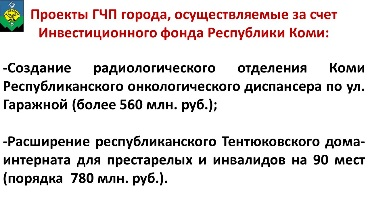 Проекты ГЧП города, осуществляемые за счет
Инвестиционного фонда Республики Коми:
-Создание радиологического отделения Коми
Республиканского онкологического диспансера по ул.
Гаражной (более 560 млн. руб.);
-Расширение республиканского Тентюковского дома-
интерната для престарелых и инвалидов на 90 мест
(порядка 780 млн. руб.).